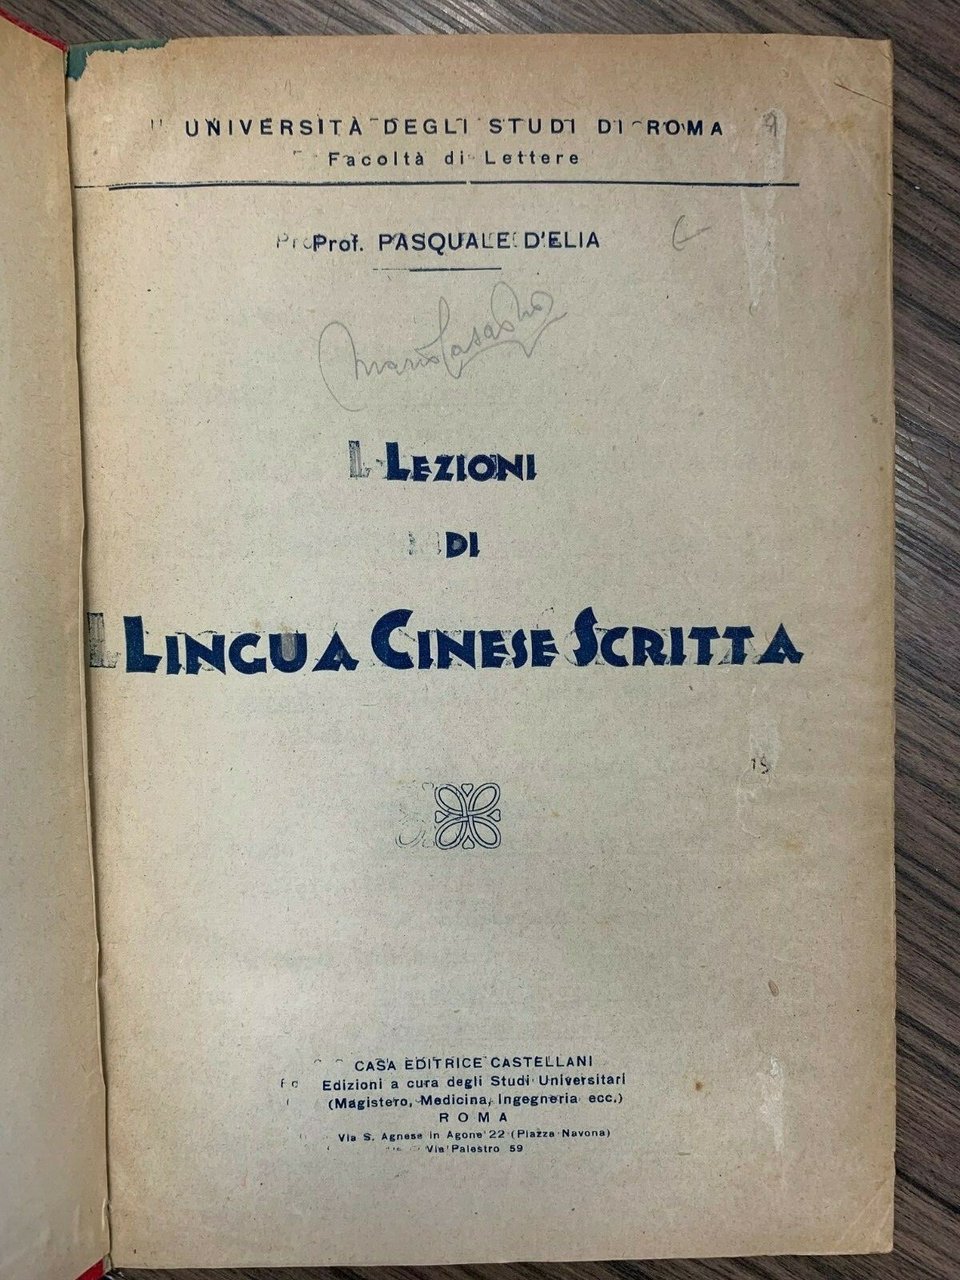 UNIVERSITÀ DEGLI STUDI DI ROMA
Facoltà di Lettere
Prof. PASQUALE D'ELIA
Mario
LEZIONI
DI
LINGUA CINESE SCRITTA
CASA EDITRICE CASTELLANI
Edizioni a cura degli Studi Universitari
(Magistero, Medicina, Ingegneria ecc.)
ROMA
Via S. Agnese in Agone 22 (Piazza Navona)
Via Palestro 59